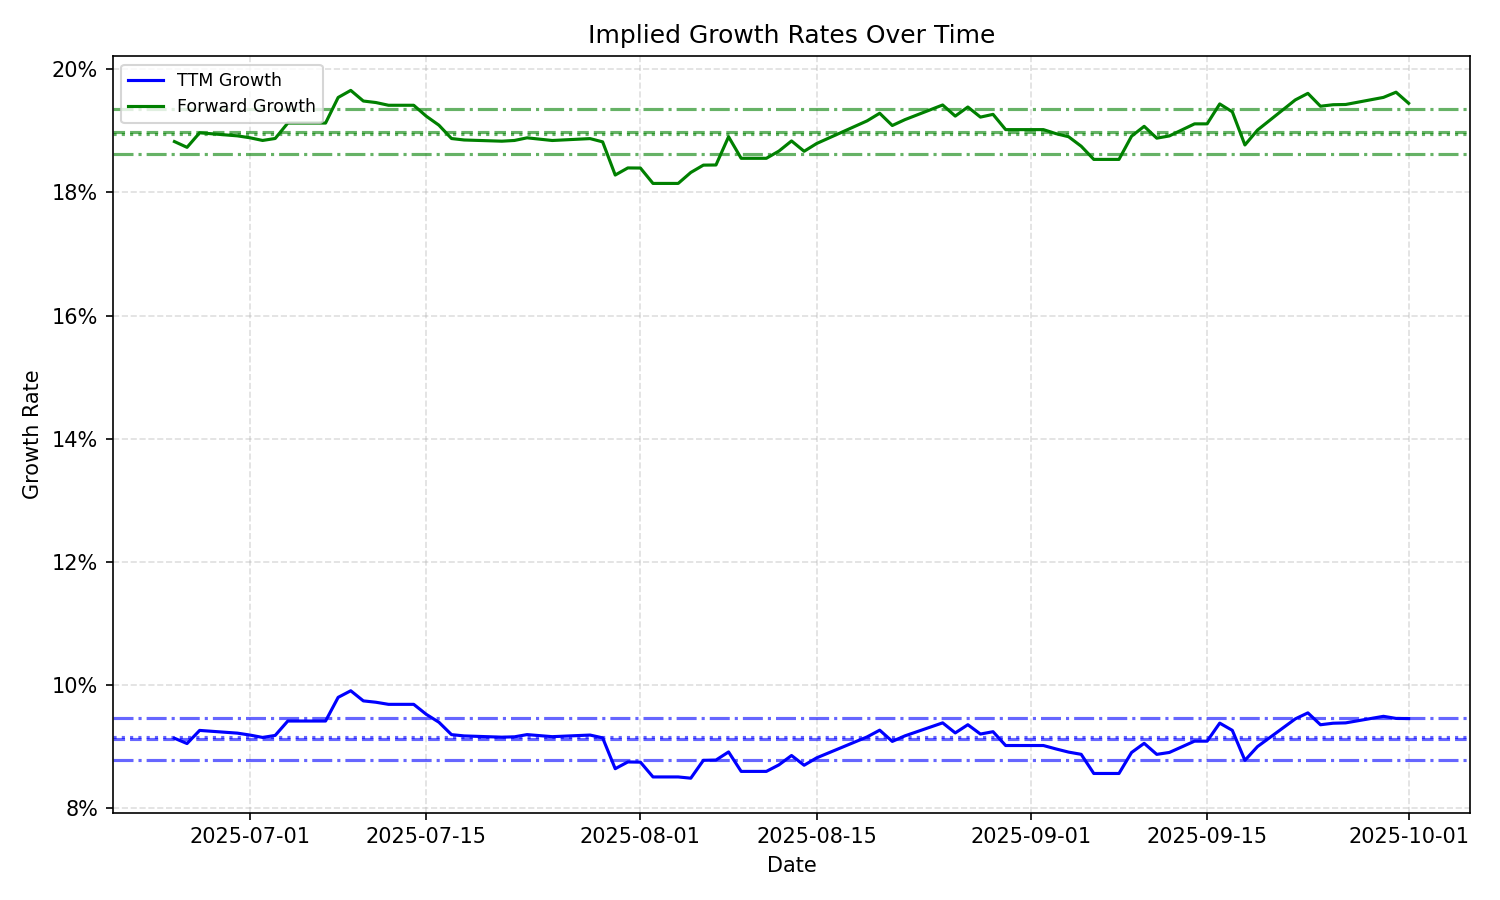 Implied Growth Rates Over Time
TTM Growth
Forward Growth
20%
18%
16%
14%
12%
10%
8%
Growth Rate
2025-07-01 2025-07-15 2025-08-01 2025-08-15 2025-09-01 2025-09-15 2025-10-01
Date